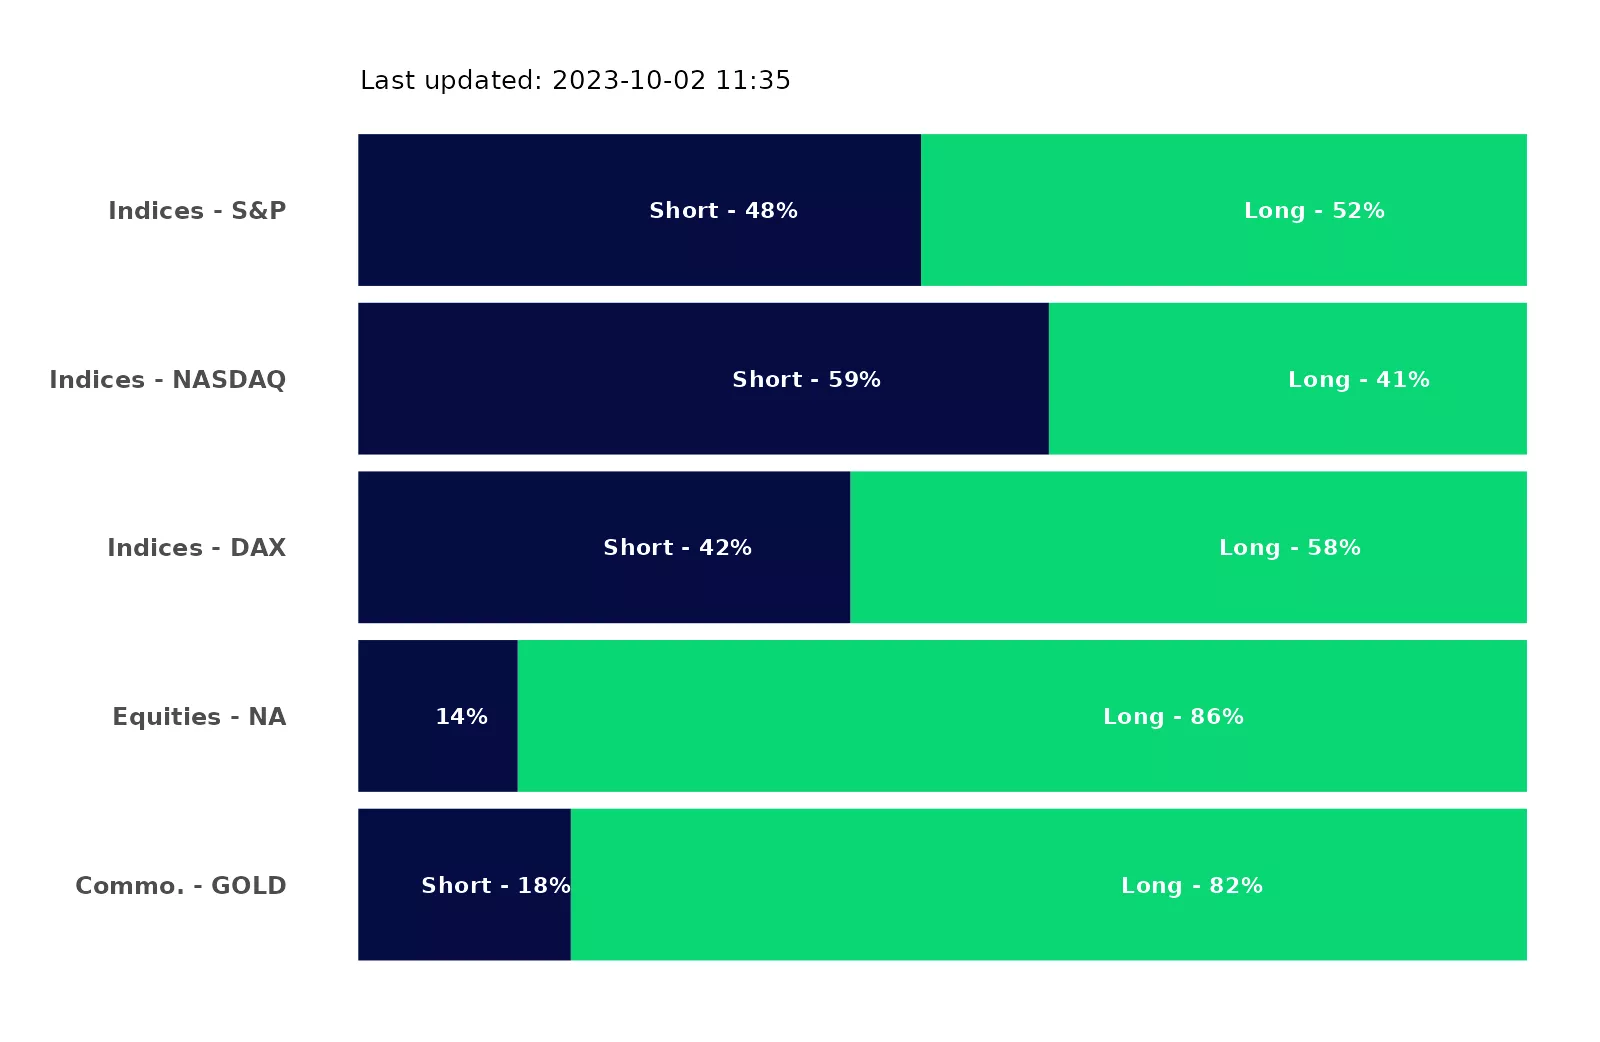 Last updated: 2023-10-02 11:35
Indices - S&P Short - 48% Long - 52%
Indices - NASDAQ Short - 59% Long - 41%
Indices - DAX Short - 42% Long - 58%
Equities - NA 14% Long - 86%
Commo. - GOLD Short - 18% Long - 82%